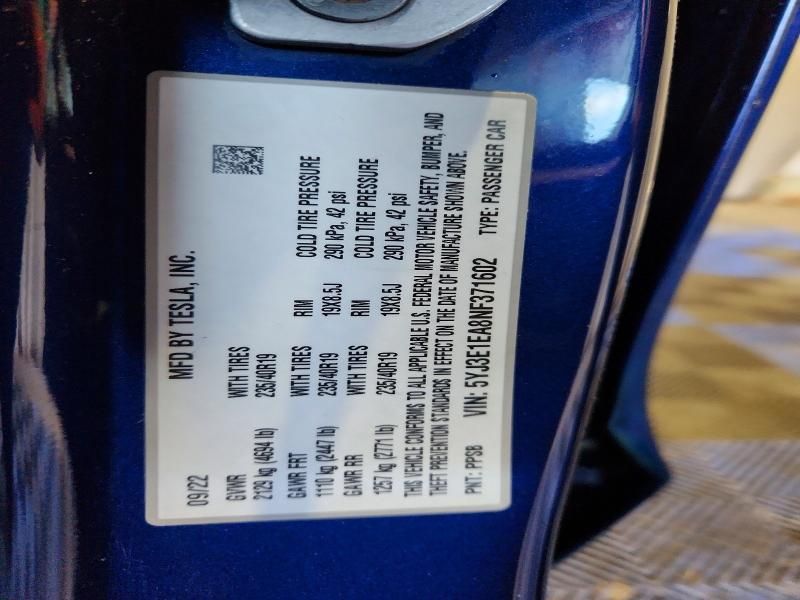 MFD BY TESLA, INC.
09/22
GVWR WITH TIRES
2129 kg (4694 lb) 235/40R19
GAWR FRT WITH TIRES RIM COLD TIRE PRESSURE
1110 kg (2447 lb) 235/40R19 19X8.5J 290 kPa, 42 psi
GAWR RR WITH TIRES RIM COLD TIRE PRESSURE
1257 kg (2771 lb) 235/40R19 19X8.5J 290 kPa, 42 psi
THIS VEHICLE CONFORMS TO ALL APPLICABLE U.S. FEDERAL MOTOR VEHICLE SAFETY, BUMPER, AND
THEFT PREVENTION STANDARDS IN EFFECT ON THE DATE OF MANUFACTURE SHOWN ABOVE.
PNT: PPSB VIN: 5YJ3E1EA8NF371602 TYPE: PASSENGER CAR